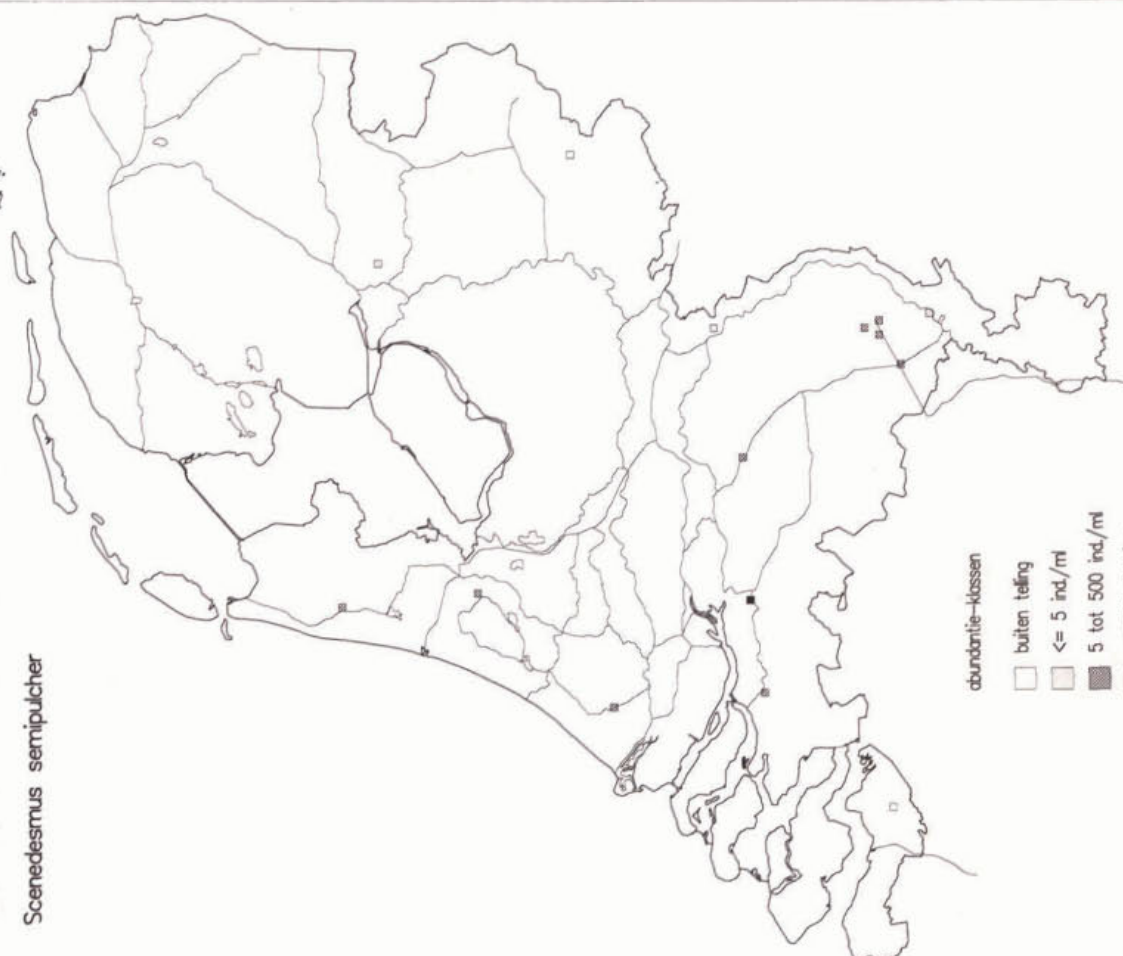 Scenedesmus semipulcher
abundantie-klassen
buiten telling
<= 5 ind./ml
5 tot 500 ind./ml